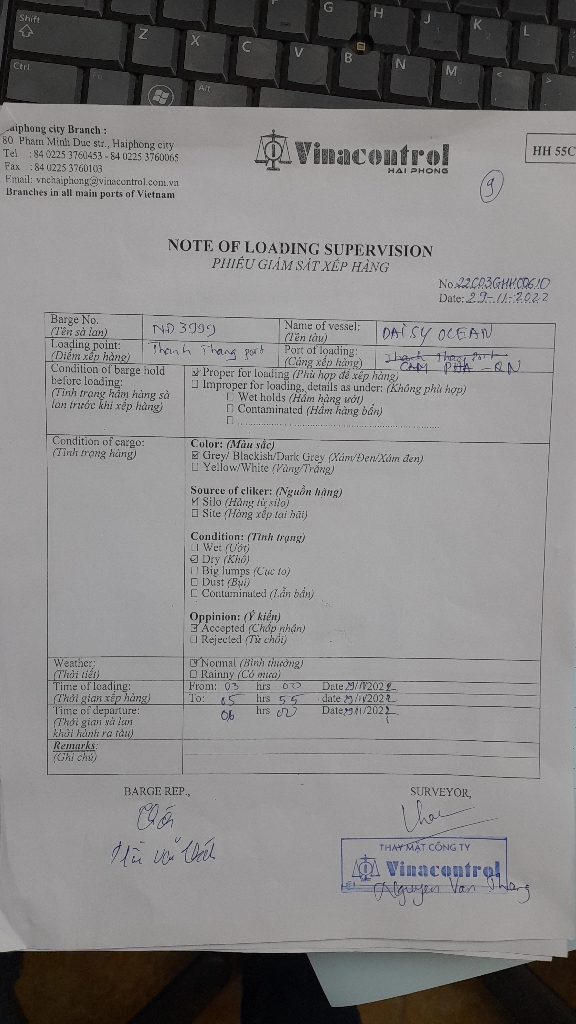 Shift
Z X C V B N M
G H J K L
Ctrl
Fn
Alt
aiphong city Branch :
80 Pham Minh Duc str., Haiphong city
Tel : 84 0225 3760453 - 84 0225 3760065
Fax : 84 0225 3760103
Email: vnchaiphong@vinacontrol.com.vn
Branches in all main ports of Vietnam
Vinacontrol
HAI PHONG
HH 55C
9
NOTE OF LOADING SUPERVISION
PHIẾU GIÁM SÁT XẾP HÀNG
No: 22C03GHH00610
Date: 29-11-2022
Barge No. NĐ 3999 Name of vessel: DAISY OCEAN
(Tên sà lan) (Tên tàu)
Loading point: Thanh Thang port Port of loading: Thanh Thang Port
(Điểm xếp hàng) (Cảng xếp hàng) CAM PHA - QN
Condition of barge hold Proper for loading (Phù hợp để xếp hàng)
before loading: Improper for loading, details as under: (Không phù hợp)
(Tình trạng hầm hàng sà Wet holds (Hầm hàng ướt)
lan trước khi xếp hàng) Contaminated (Hầm hàng bẩn)
Condition of cargo: Color: (Màu sắc)
(Tình trạng hàng) Grey/ Blackish/Dark Grey (Xám/Đen/Xám đen)
Yellow/White (Vàng/Trắng)
Source of cliker: (Nguồn hàng)
Silo (Hàng từ silo)
Site (Hàng xếp tại bãi)
Condition: (Tình trạng)
Wet (Ướt)
Dry (Khô)
Big lumps (Cục to)
Dust (Bụi)
Contaminated (Lẫn bẩn)
Oppinion: (Ý kiến)
Accepted (Chấp nhận)
Rejected (Từ chối)
Weather: Normal (Bình thường)
(Thời tiết) Rainny (Có mưa)
Time of loading: From: 03 hrs 00 Date 29/11/2022
(Thời gian xếp hàng) To: 05 hrs 55 date 29/11/2022
Time of departure: 06 hrs 00 Date 29/11/2022
(Thời gian sà lan
khởi hành ra tàu)
Remarks:
(Ghi chú)
BARGE REP., SURVEYOR,
THAY MẶT CÔNG TY
Vinacontrol
Nguyen Van Thang